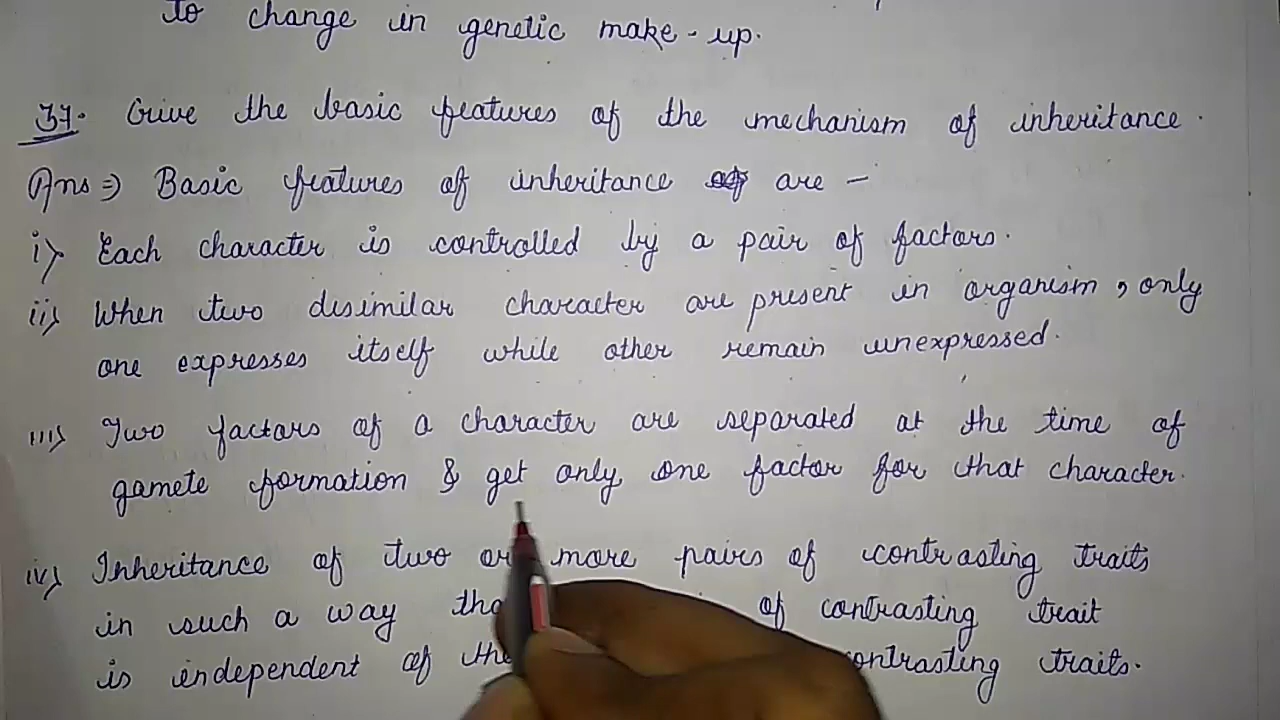 to change in genetic make-up.
37. Give the basic features of the mechanism of inheritance.
Ans ⇒ Basic features of inheritance are –
i) Each character is controlled by a pair of factors.
ii) When two disimilar character are present in organism, only
one expresses itself while other remain unexpressed.
iii) Two factors of a character are separated at the time of
gamete formation & get only one factor for that character.
iv) Inheritance of two or more pairs of contrasting traits
in such a way of contrasting trait
is independent of contrasting traits.